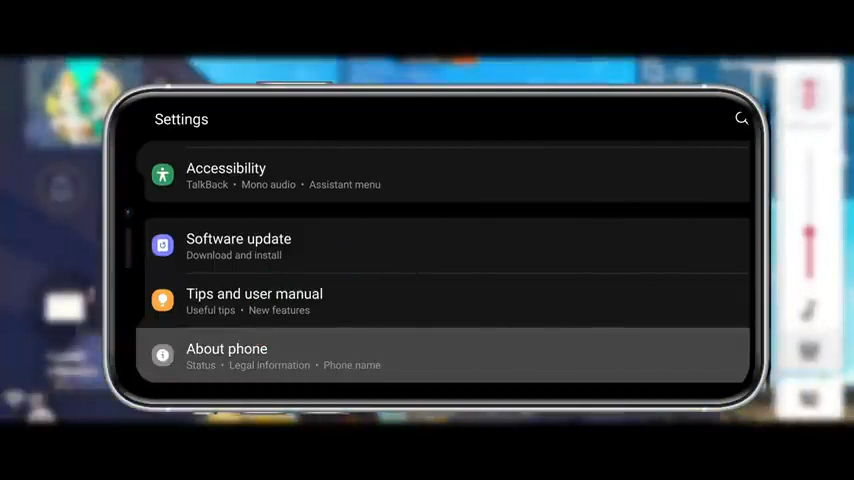 Settings
Accessibility
TalkBack • Mono audio • Assistant menu
Software update
Download and install
Tips and user manual
Useful tips • New features
About phone
Status • Legal information • Phone name